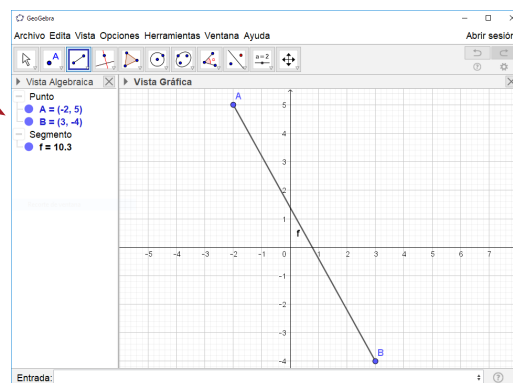 GeoGebra
Archivo Edita Vista Opciones Herramientas Ventana Ayuda Abrir sesión
A a=2
Vista Algebraica Vista Gráfica
Punto
A = (-2, 5)
B = (3, -4)
Segmento
f = 10.3
A
5
4
3
2
1
f
-5 -4 -3 -2 -1 0 1 2 3 4 5 6 7
-1
-2
-3
-4
B
Entrada: